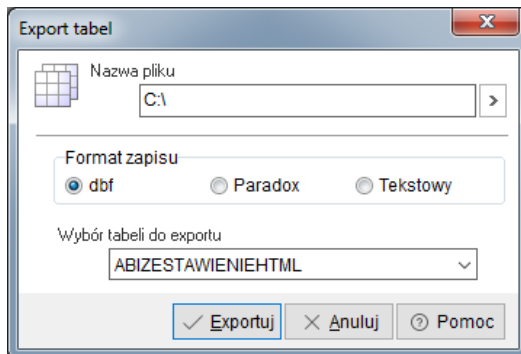 Export tabel
Nazwa pliku
C:\
Format zapisu
dbf Paradox Tekstowy
Wybór tabeli do exportu
ABIZESTAWIENIEHTML
Exportuj Anuluj Pomoc